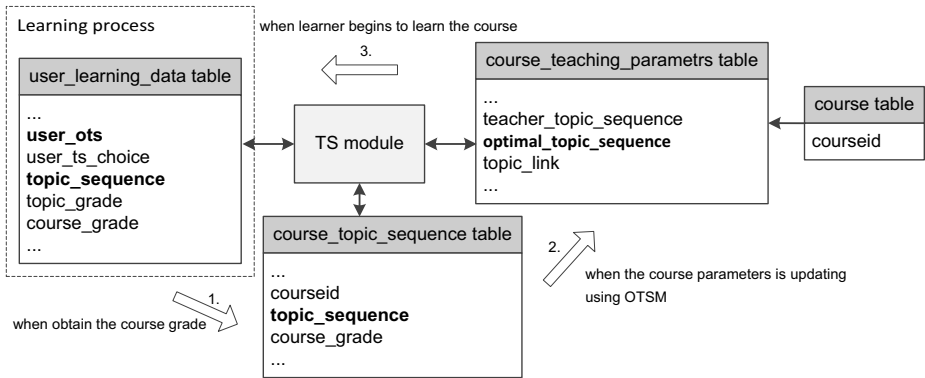 Learning process
when learner begins to learn the course
3.
user_learning_data table
...
user_ots
user_ts_choice
topic_sequence
topic_grade
course_grade
...
TS module
course_teaching_parametrs table
...
teacher_topic_sequence
optimal_topic_sequence
topic_link
...
course table
courseid
course_topic_sequence table
...
courseid
topic_sequence
course_grade
...
1.
when obtain the course grade
2.
when the course parameters is updating
using OTSM